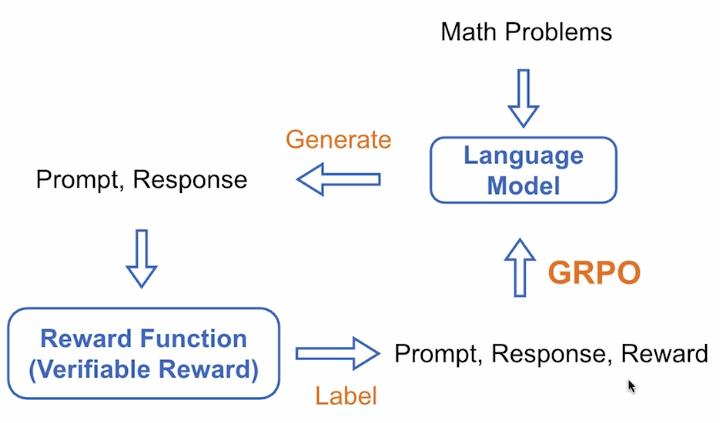 Math Problems
Generate
Language
Model
Prompt, Response
GRPO
Reward Function
(Verifiable Reward)
Prompt, Response, Reward
Label